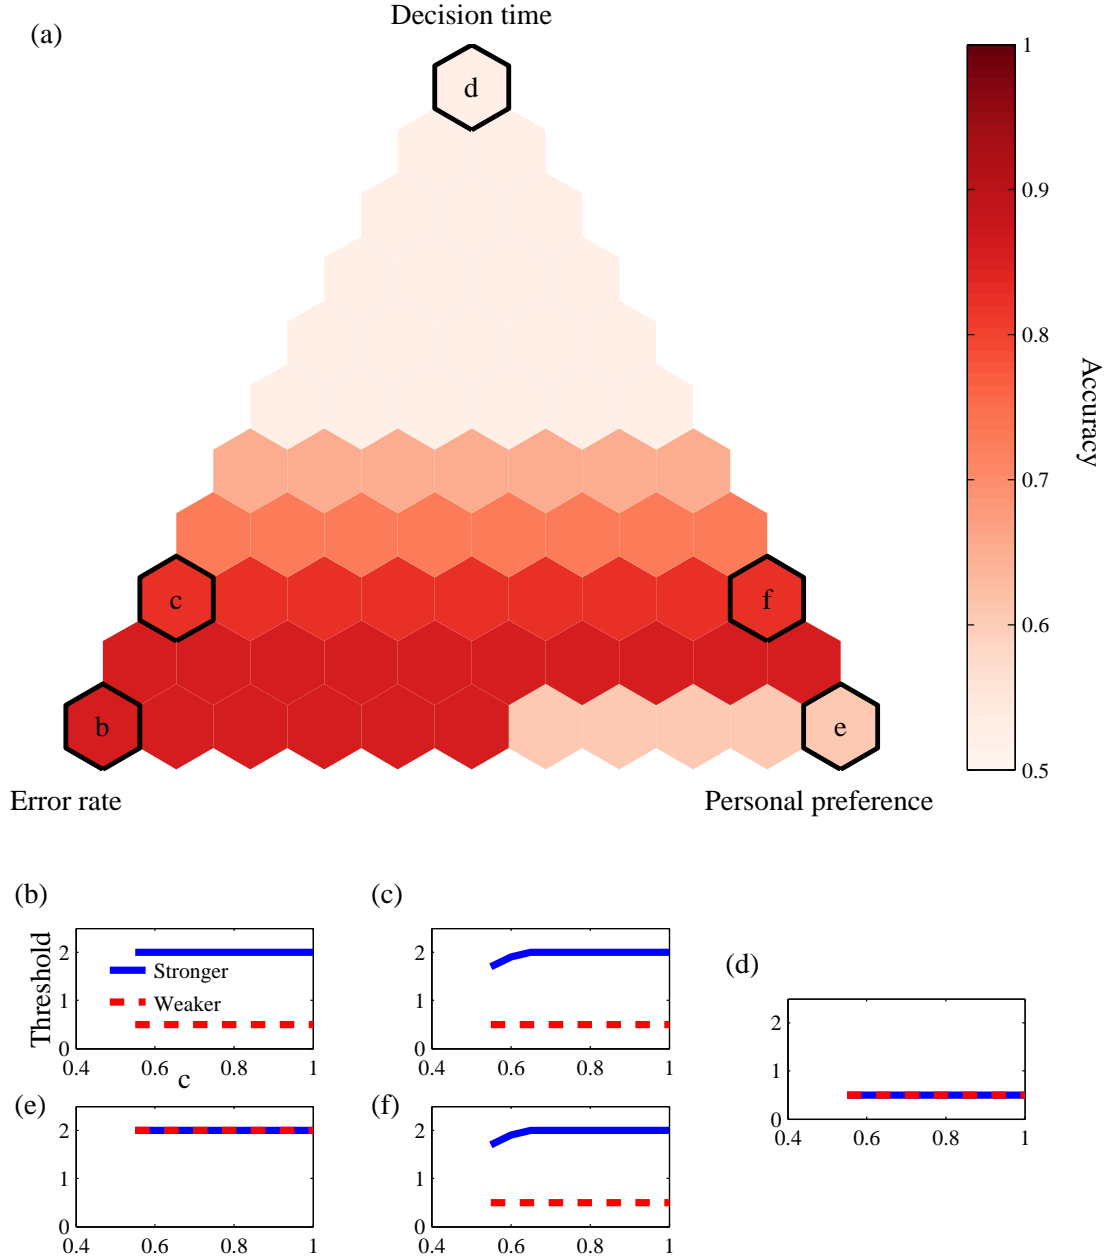 Decision time
(a)
d
c
f
b
e
Error rate
Personal preference
1
0.9
0.8
0.7
0.6
0.5
Accuracy
(b)
Threshold
2
1
0
Stronger
Weaker
0.4
0.6
0.8
1
c
(c)
2
1
0
0.4
0.6
0.8
1
(d)
2
1
0
0.4
0.6
0.8
1
(e)
2
1
0
0.4
0.6
0.8
1
(f)
2
1
0
0.4
0.6
0.8
1